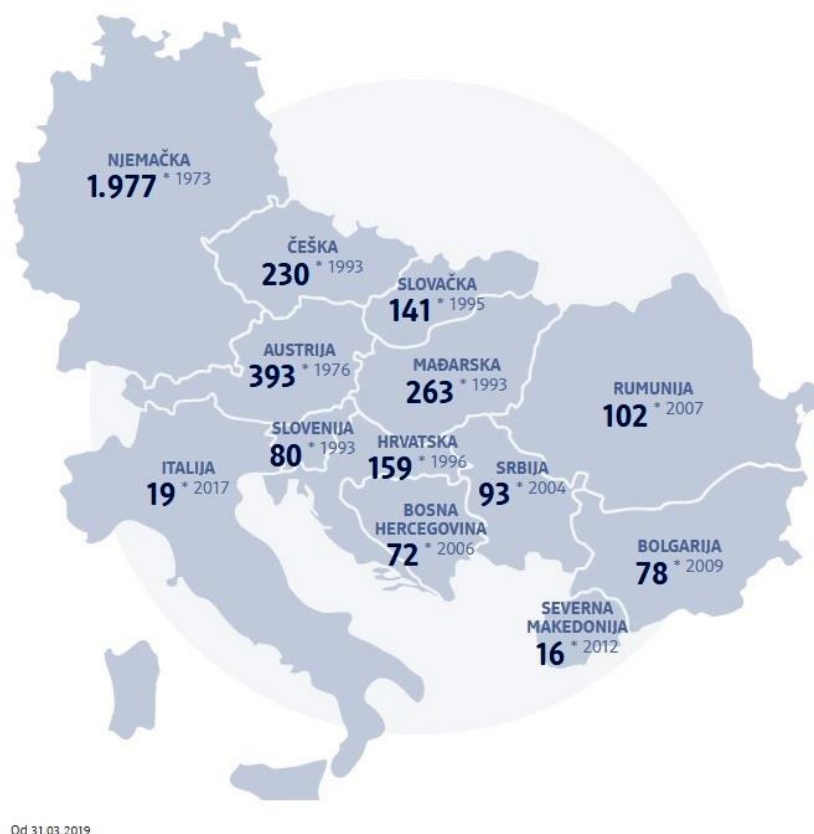 NJEMAČKA
1.977 * 1973
ČEŠKA
230 * 1993
SLOVAČKA
141 * 1995
AUSTRIJA
393 * 1976
MAĐARSKA
263 * 1993
RUMUNIJA
102 * 2007
SLOVENIJA
80 * 1993
HRVATSKA
159 * 1996
ITALIJA
19 * 2017
SRBIJA
93 * 2004
BOSNA
HERCEGOVINA
72 * 2006
BOLGARIJA
78 * 2009
SEVERNA
MAKEDONIJA
16 * 2012
Od 31.03.2019